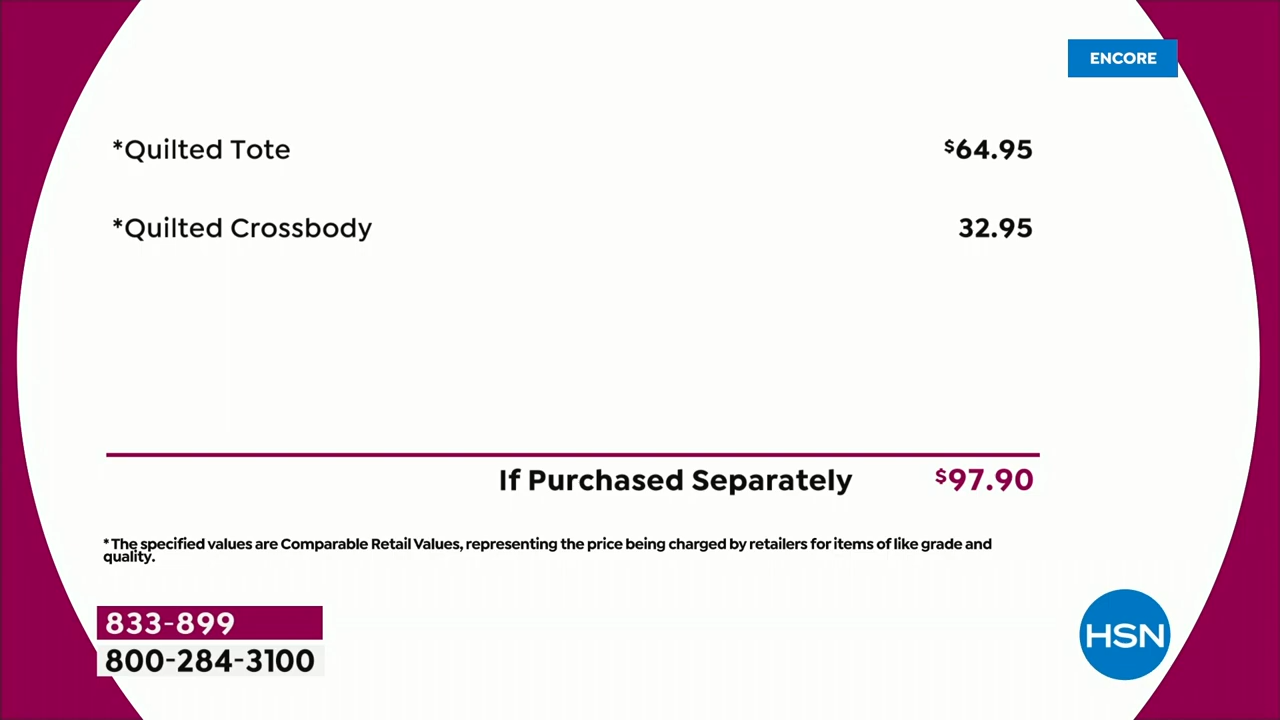 ENCORE
*Quilted Tote $64.95
*Quilted Crossbody 32.95
If Purchased Separately $97.90
*The specified values are Comparable Retail Values, representing the price being charged by retailers for items of like grade and
quality.
833-899
800-284-3100
HSN